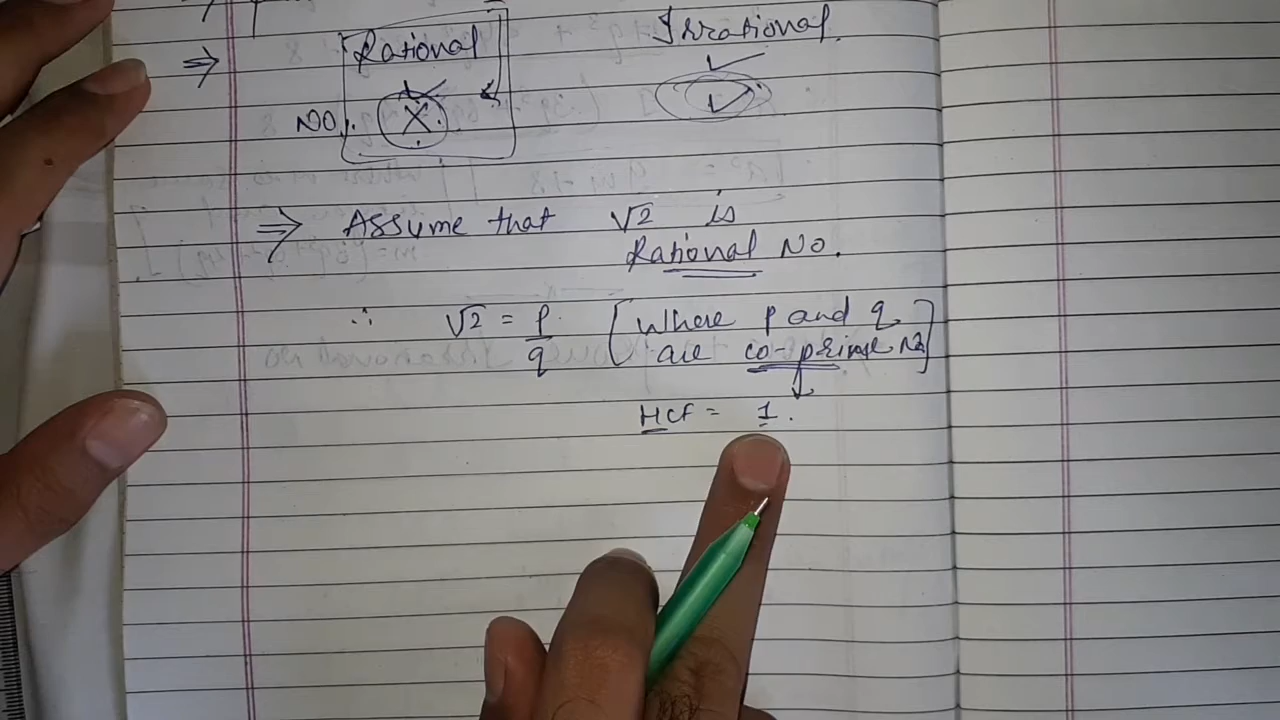 ⇒ Rational Irrational.
✓ ✓
NO. X. ✓
⇒ Assume that √2 is
Rational No.
∴ √2 = p/q [Where p and q
are co-prime No]
HCF = 1.